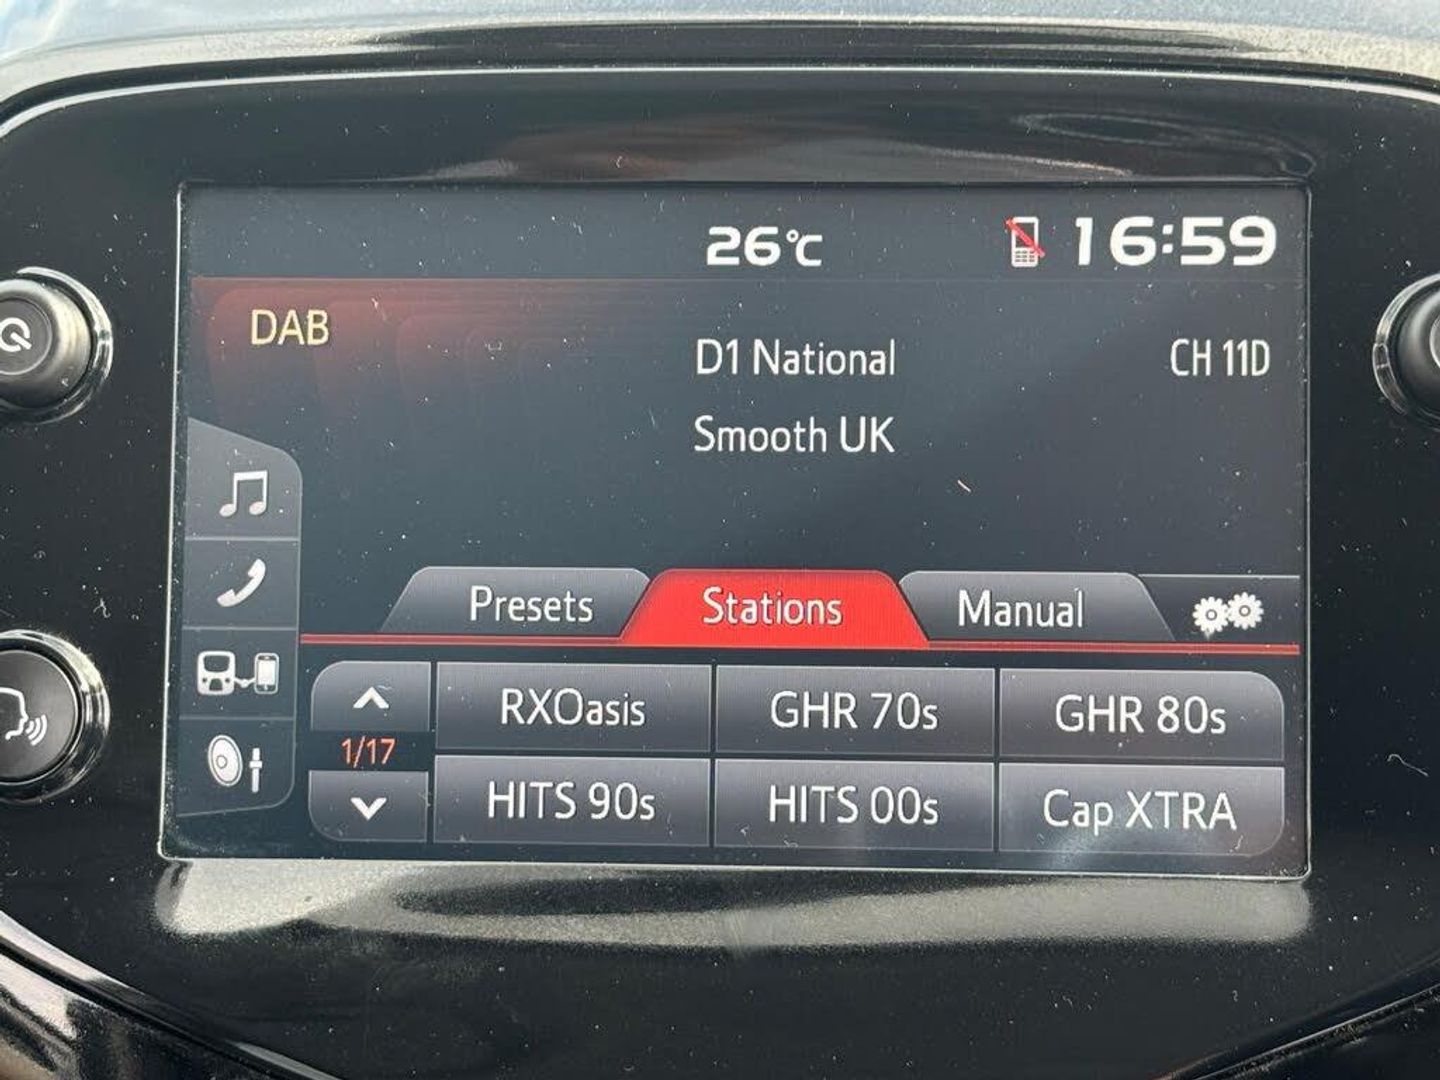 26°C 16:59
DAB
D1 National CH 11D
Smooth UK
Presets Stations Manual
RXOasis GHR 70s GHR 80s
1/17
HITS 90s HITS 00s Cap XTRA